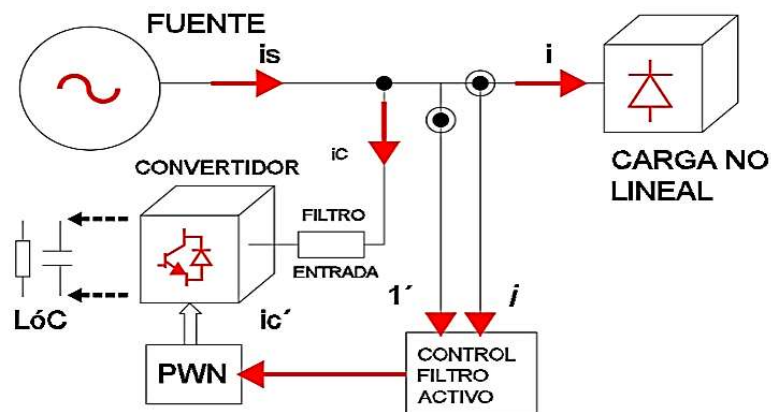 FUENTE
is
i
iC
CARGA NO
LINEAL
CONVERTIDOR
FILTRO
ENTRADA
LóC
ic´
1´
i
PWN
CONTROL
FILTRO
ACTIVO